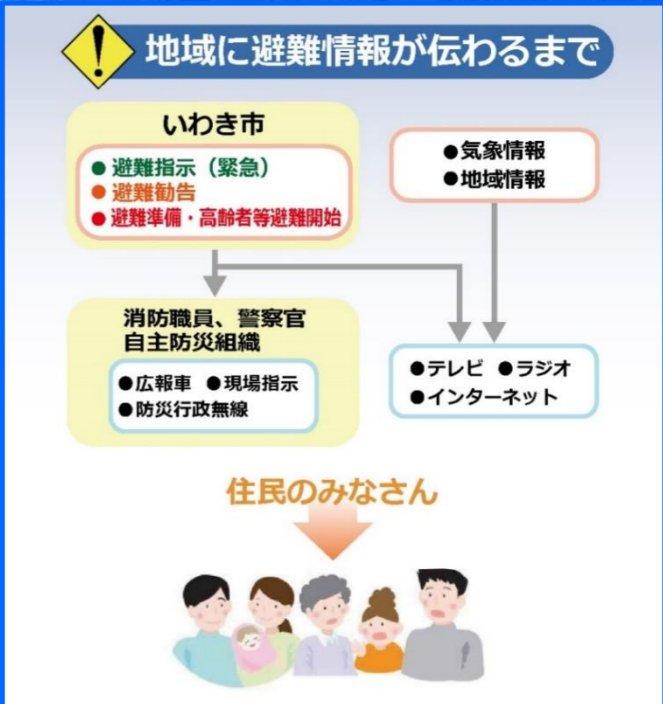 地域に避難情報が伝わるまで
いわき市
●避難指示（緊急）
●避難勧告
●避難準備・高齢者等避難開始
●気象情報
●地域情報
消防職員、警察官
自主防災組織
●広報車 ●現場指示
●防災行政無線
●テレビ ●ラジオ
●インターネット
住民のみなさん